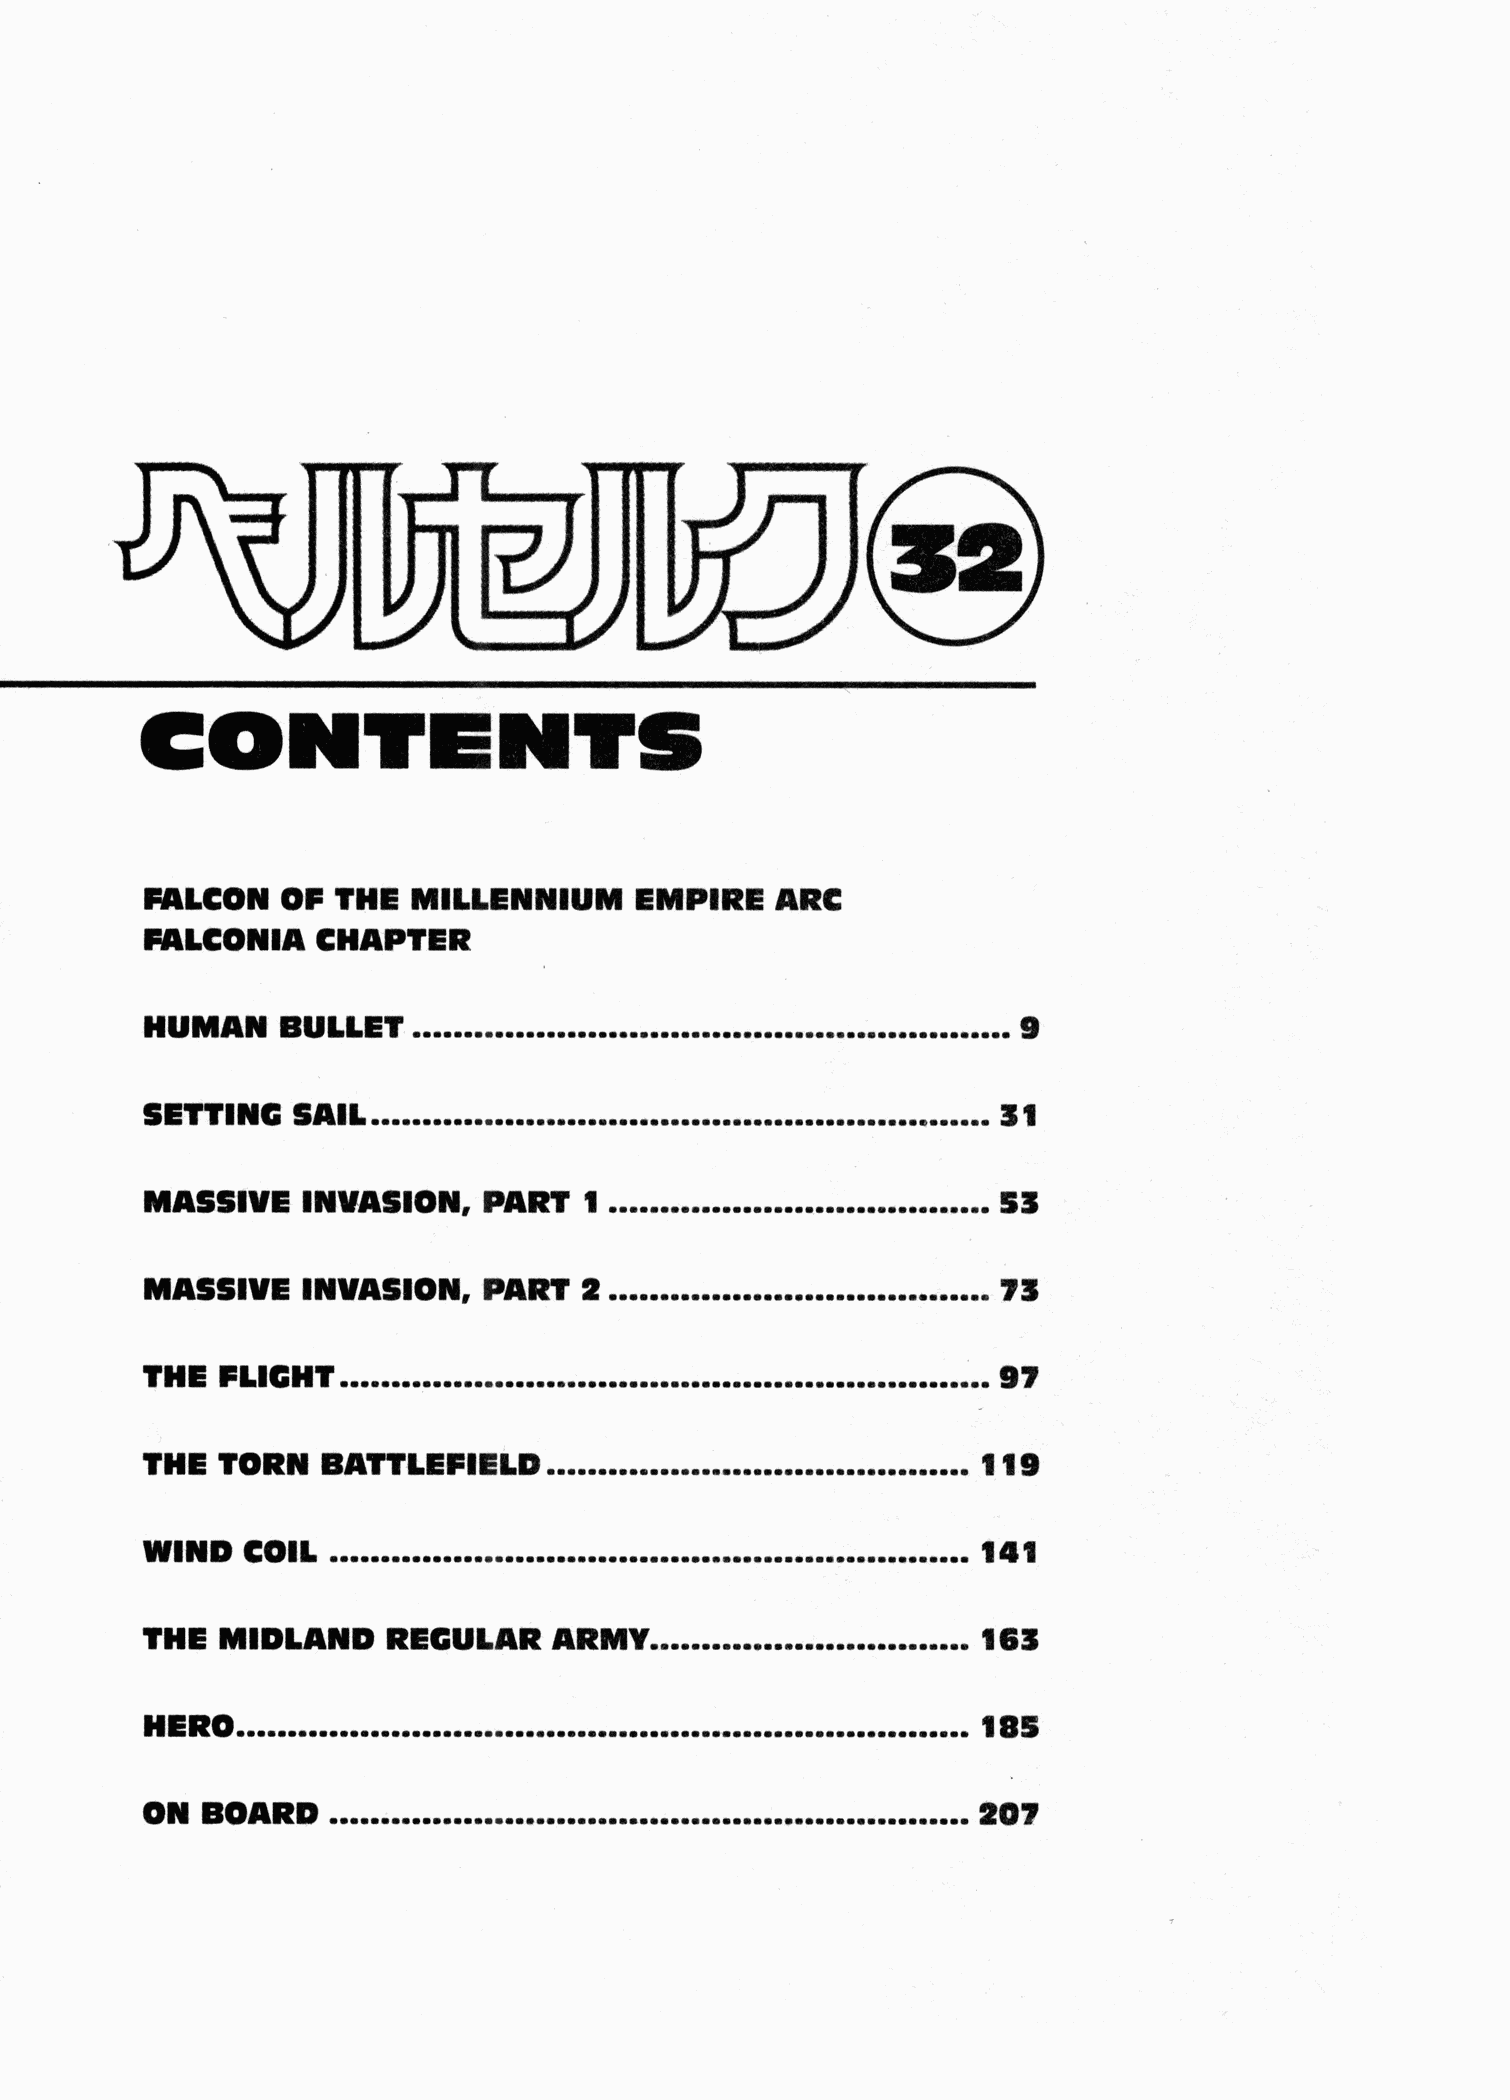 ベルセルク 32
CONTENTS
FALCON OF THE MILLENNIUM EMPIRE ARC
FALCONIA CHAPTER
HUMAN BULLET ........................................................... 9
SETTING SAIL............................................................. 31
MASSIVE INVASION, PART 1 ..................................... 53
MASSIVE INVASION, PART 2 ..................................... 73
THE FLIGHT................................................................ 97
THE TORN BATTLEFIELD......................................... 119
WIND COIL .............................................................. 141
THE MIDLAND REGULAR ARMY............................... 163
HERO....................................................................... 185
ON BOARD .............................................................. 207